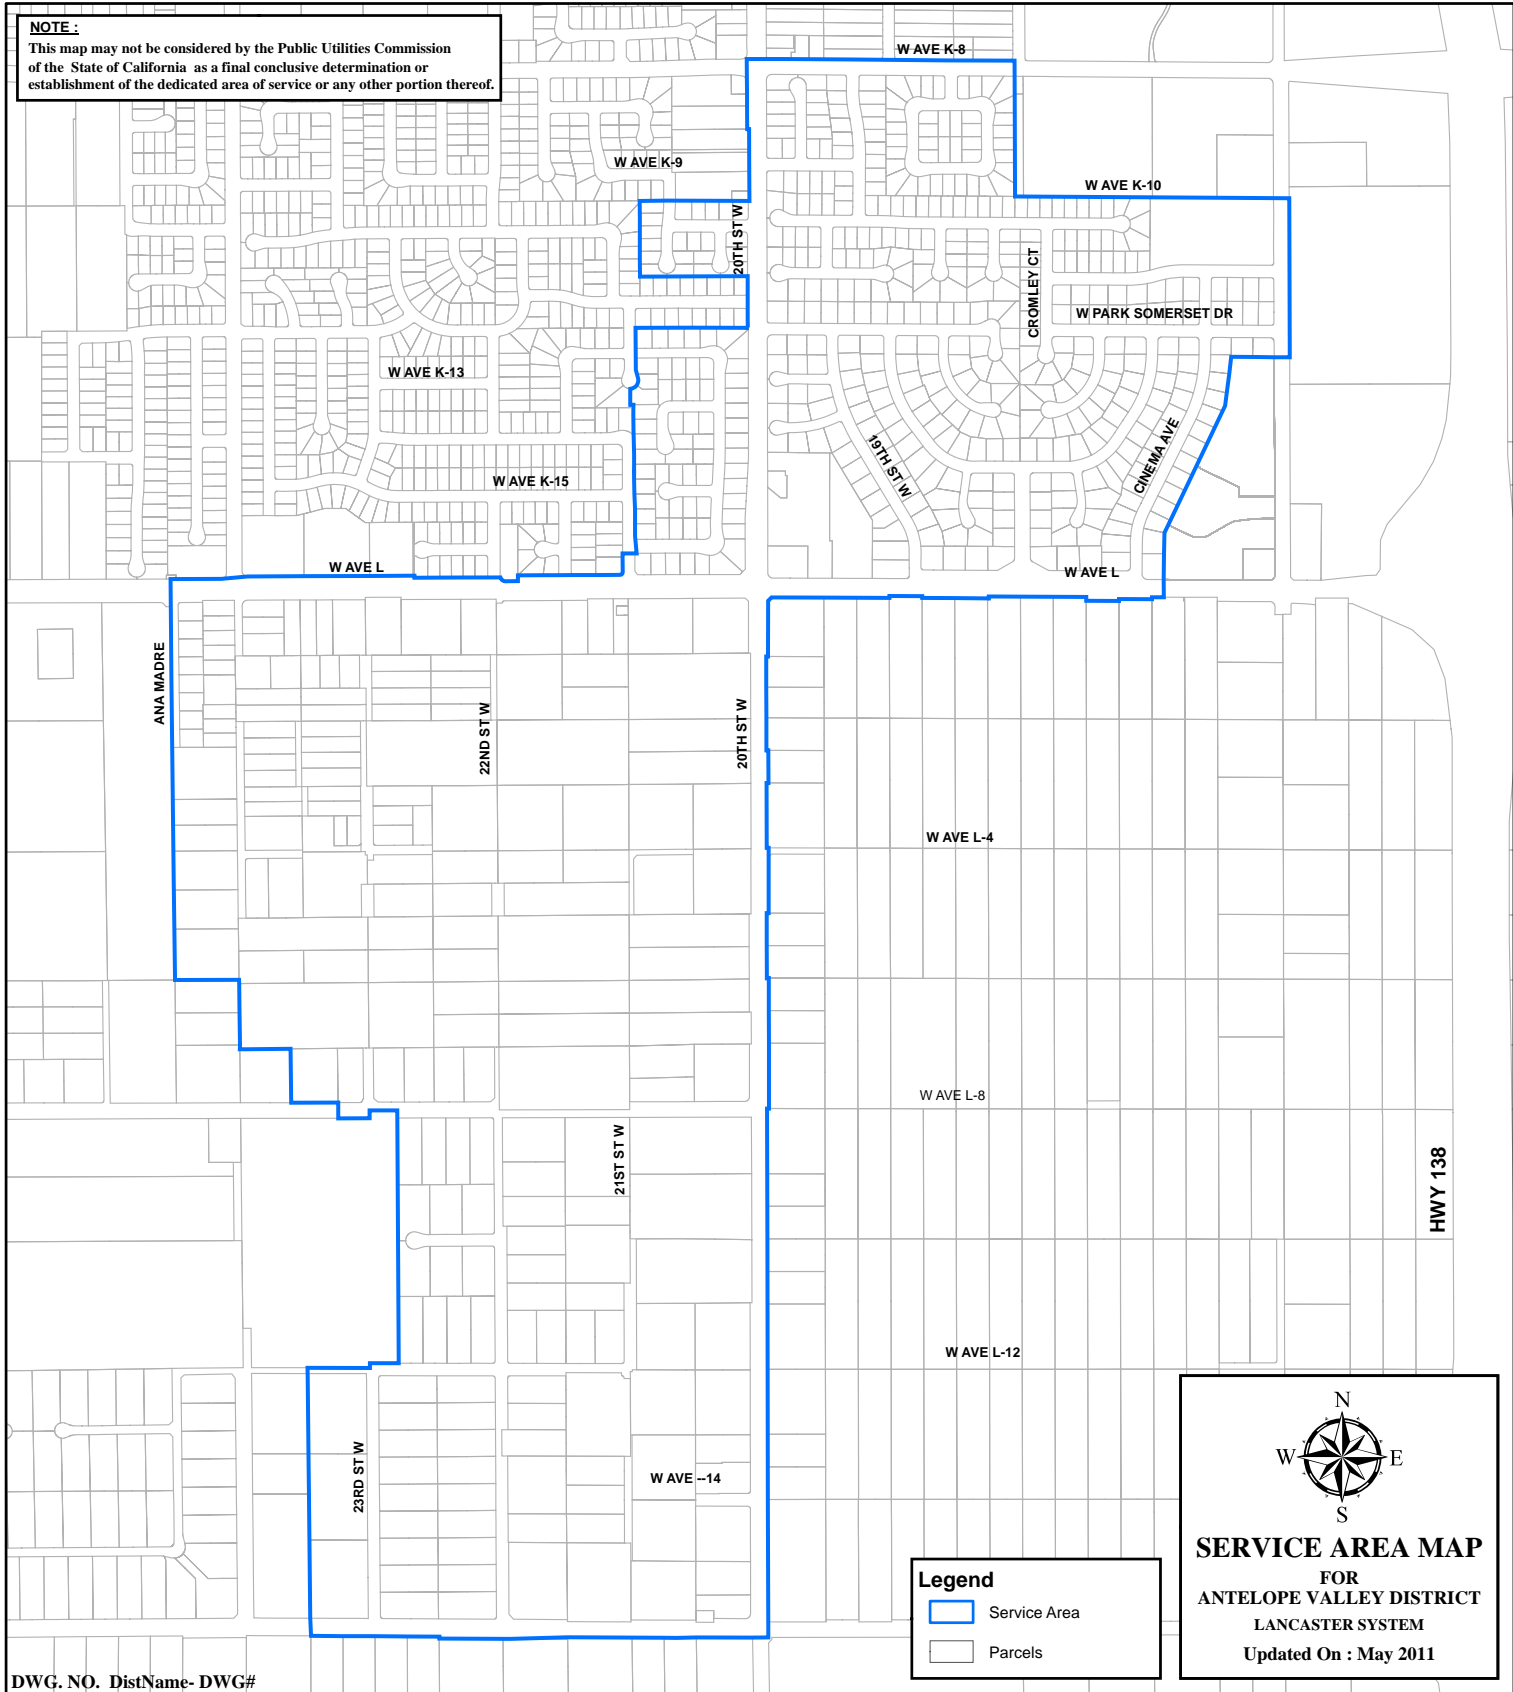 NOTE :
This map may not be considered by the Public Utilities Commission
of the State of California as a final conclusive determination or
establishment of the dedicated area of service or any other portion thereof.
W AVE K-8
W AVE K-9
W AVE K-10
20TH ST W
CROMLEY CT
W PARK SOMERSET DR
W AVE K-13
19TH ST W
CINEMA AVE
W AVE K-15
W AVE L
W AVE L
ANA MADRE
22ND ST W
20TH ST W
W AVE L-4
W AVE L-8
21ST ST W
HWY 138
W AVE L-12
23RD ST W
W AVE --14
N
W
E
S
SERVICE AREA MAP
FOR
ANTELOPE VALLEY DISTRICT
LANCASTER SYSTEM
Updated On : May 2011
Legend
Service Area
Parcels
DWG. NO. DistName- DWG#